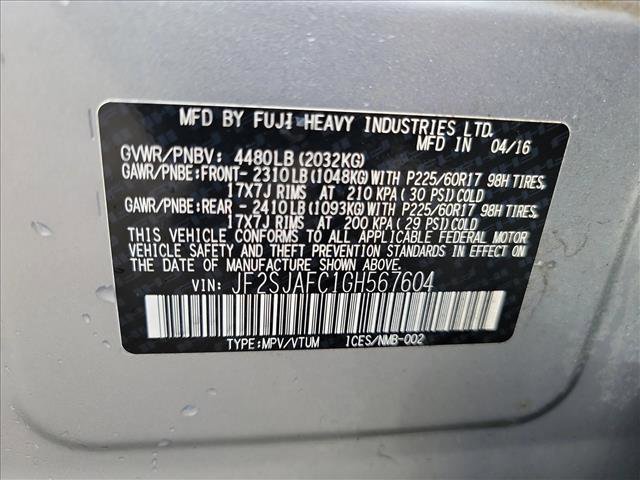 MFD BY FUJI HEAVY INDUSTRIES LTD.
MFD IN 04/16
GVWR/PNBV: 4480LB (2032KG)
GAWR/PNBE:FRONT- 2310LB (1048KG) WITH P225/60R17 98H TIRES,
17X7J RIMS AT 210 KPA ( 30 PSI) COLD
GAWR/PNBE:REAR - 2410LB (1093KG) WITH P225/60R17 98H TIRES,
17X7J RIMS AT 200 KPA ( 29 PSI) COLD
THIS VEHICLE CONFORMS TO ALL APPLICABLE FEDERAL MOTOR
VEHICLE SAFETY AND THEFT PREVENTION STANDARDS IN EFFECT ON
THE DATE OF MANUFACTURE SHOWN ABOVE.
VIN: JF2SJAFC1GH567604
TYPE:MPV/VTUM ICES/NMB-002